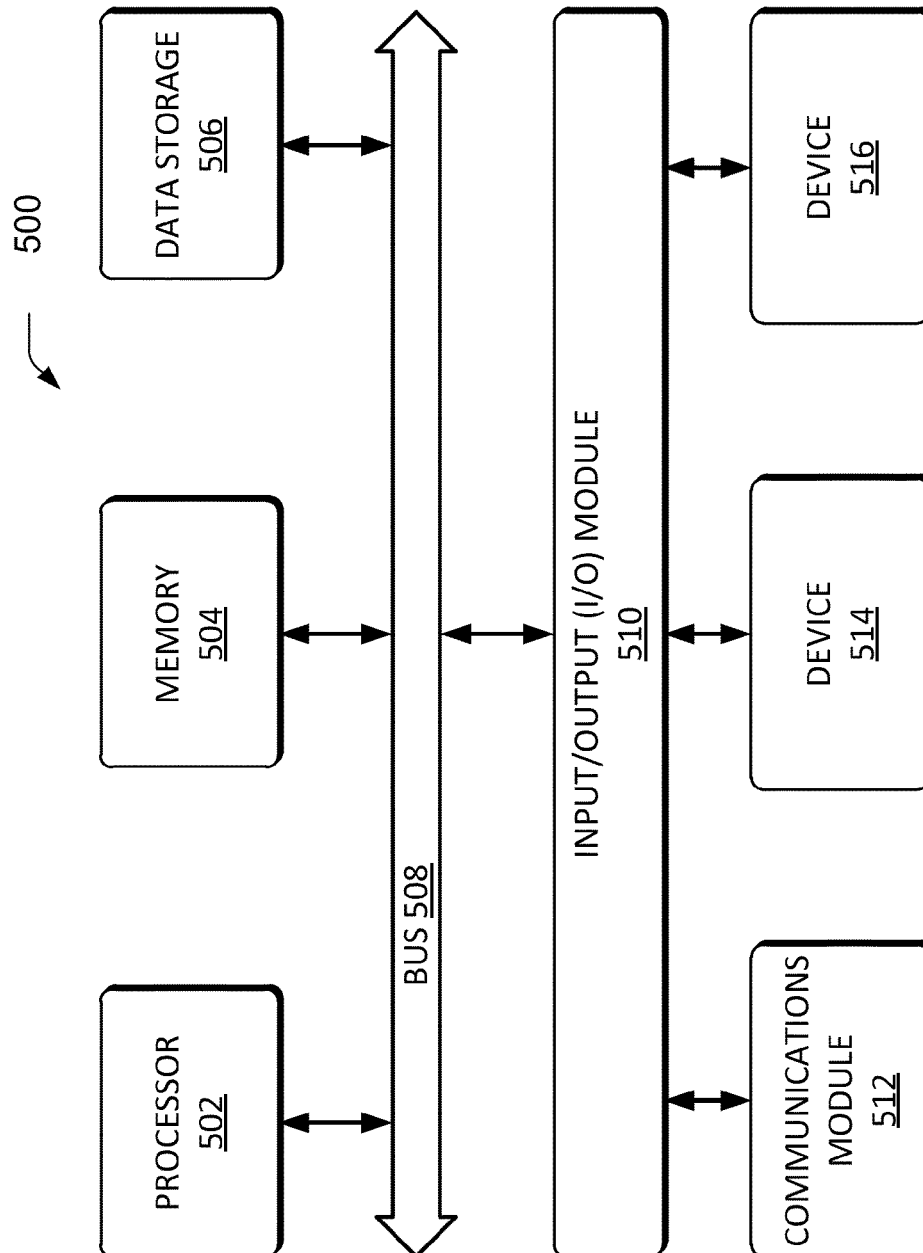 500
PROCESSOR
502
MEMORY
504
DATA STORAGE
506
BUS 508
INPUT/OUTPUT (I/O) MODULE
510
COMMUNICATIONS
MODULE
512
DEVICE
514
DEVICE
516